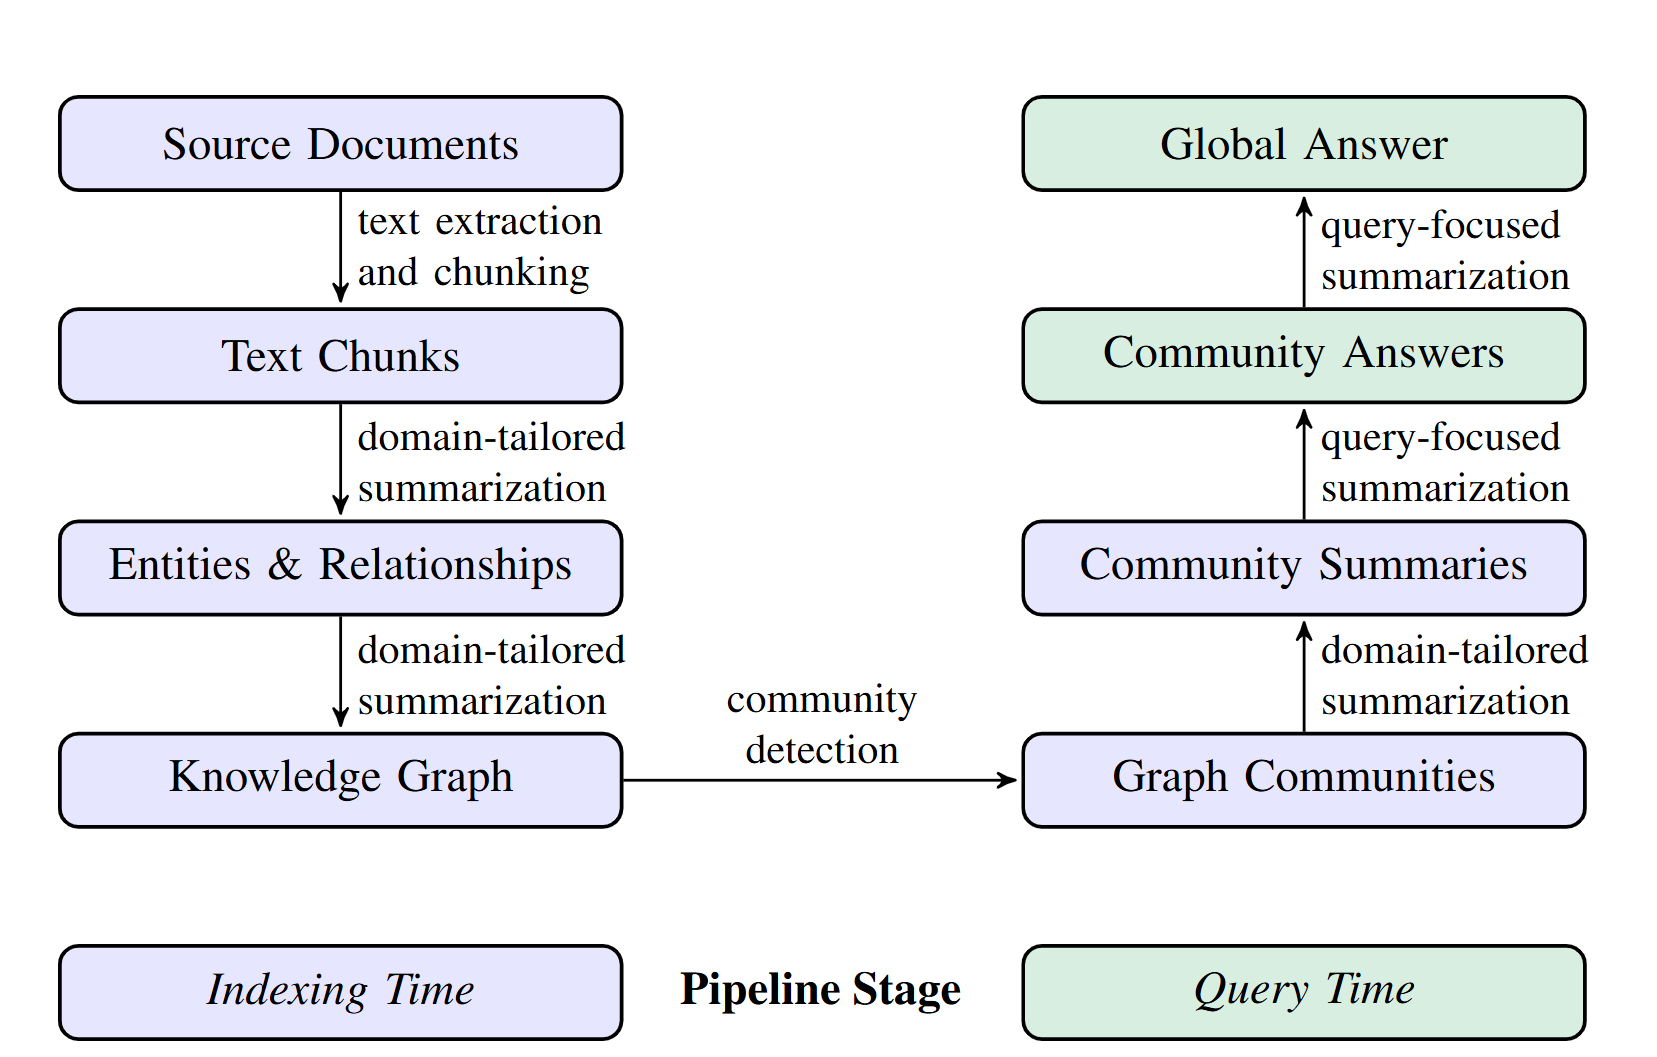 Source Documents
text extraction
and chunking
Text Chunks
domain-tailored
summarization
Entities & Relationships
domain-tailored
summarization
Knowledge Graph
community
detection
Graph Communities
domain-tailored
summarization
Community Summaries
query-focused
summarization
Community Answers
query-focused
summarization
Global Answer
Indexing Time
Pipeline Stage
Query Time